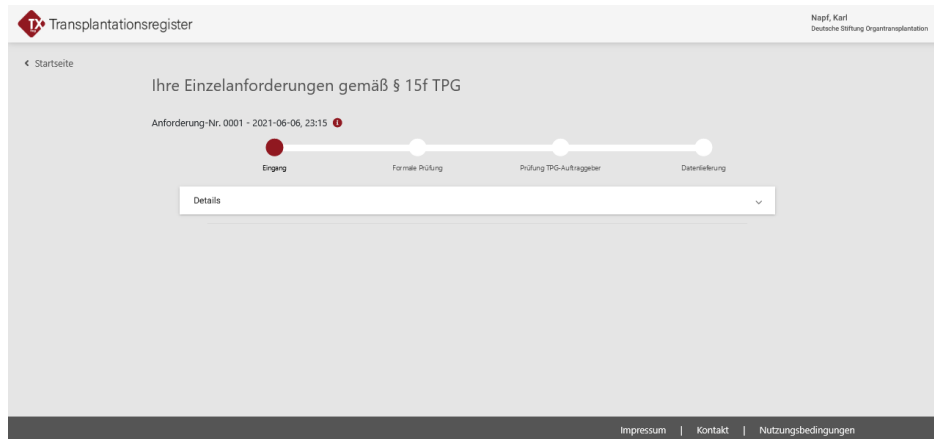 TX Transplantationsregister
Napf, Karl
Deutsche Stiftung Organtransplantation
Startseite
Ihre Einzelanforderungen gemäß § 15f TPG
Anforderung-Nr. 0001 - 2021-06-06, 23:15
Eingang Formale Prüfung Prüfung TPG-Auftraggeber Datenlieferung
Details
Impressum | Kontakt | Nutzungsbedingungen